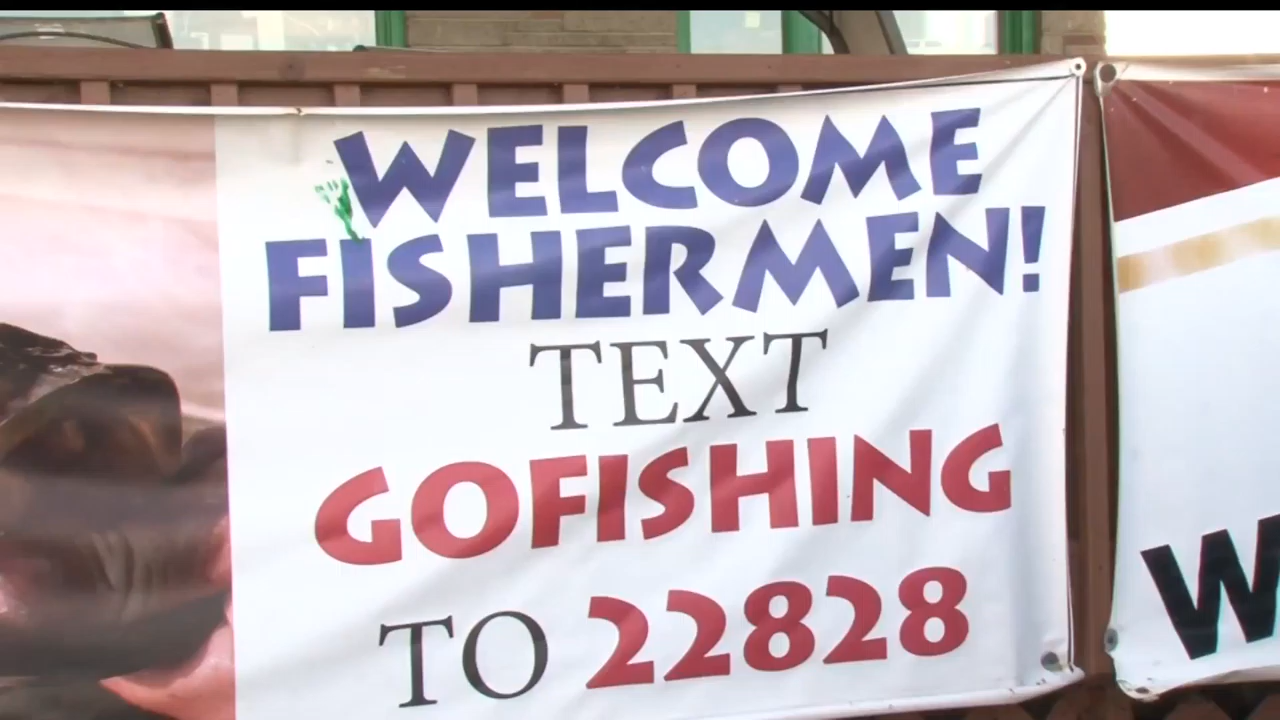 WELCOME
FISHERMEN!
TEXT
GOFISHING
TO 22828
W